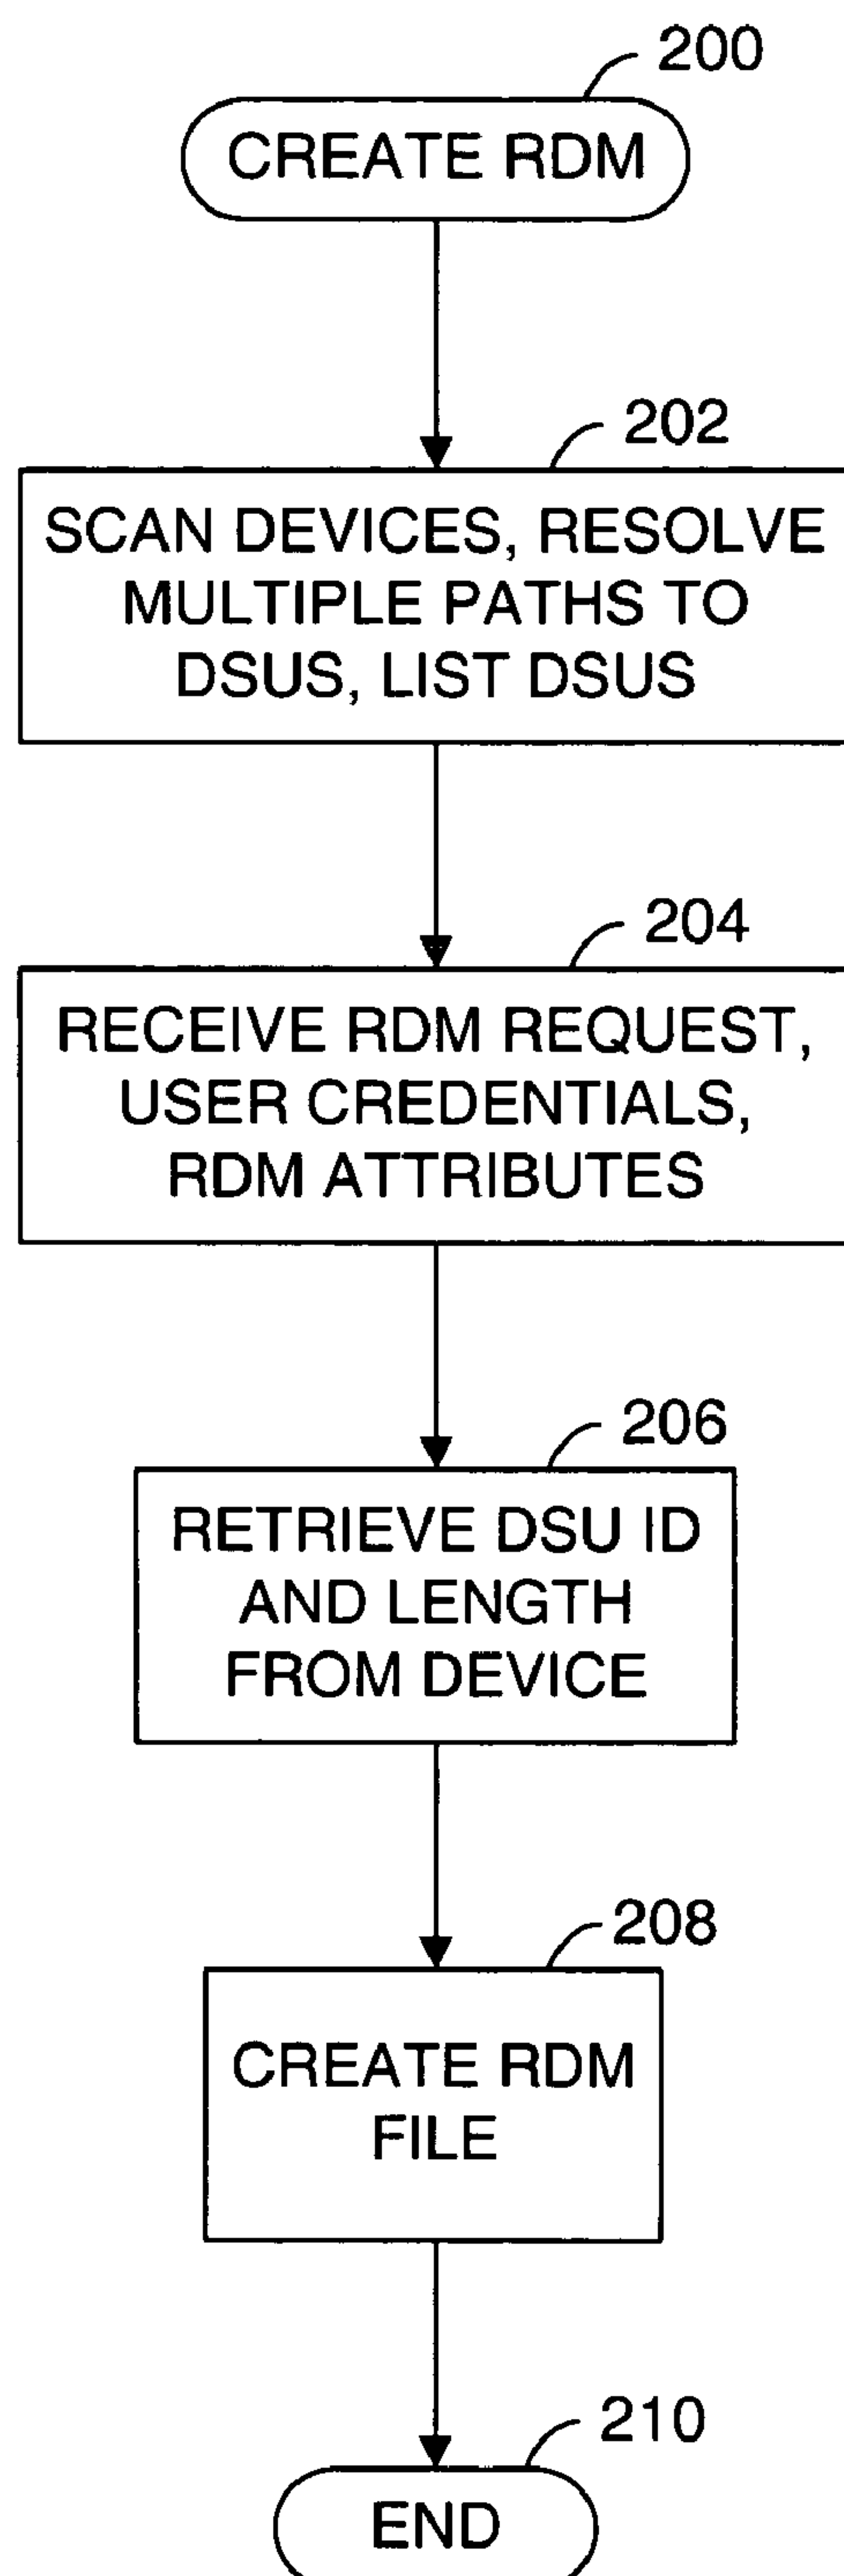 200
CREATE RDM
202
SCAN DEVICES, RESOLVE
MULTIPLE PATHS TO
DSUS, LIST DSUS
204
RECEIVE RDM REQUEST,
USER CREDENTIALS,
RDM ATTRIBUTES
206
RETRIEVE DSU ID
AND LENGTH
FROM DEVICE
208
CREATE RDM
FILE
210
END